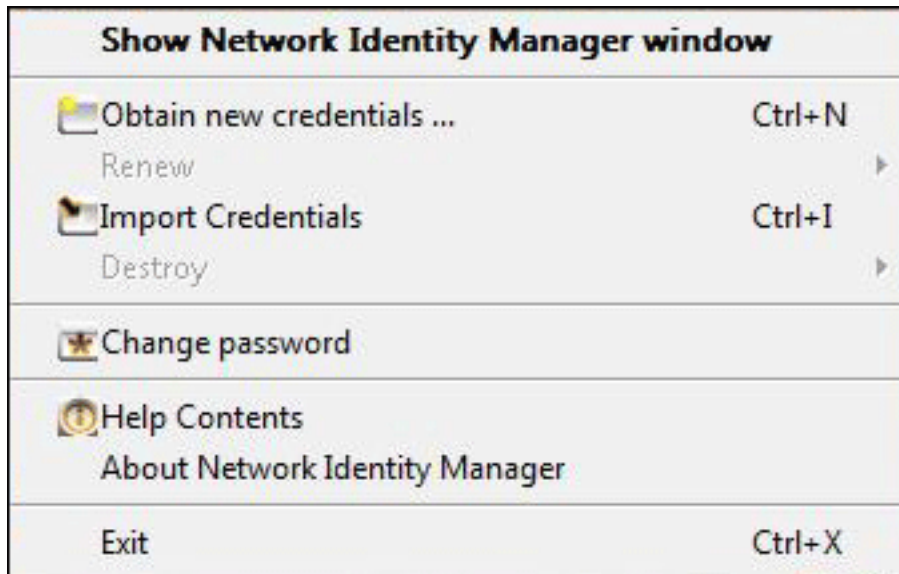 Show Network Identity Manager window
Obtain new credentials ... Ctrl+N
Renew
Import Credentials Ctrl+I
Destroy
Change password
Help Contents
About Network Identity Manager
Exit Ctrl+X